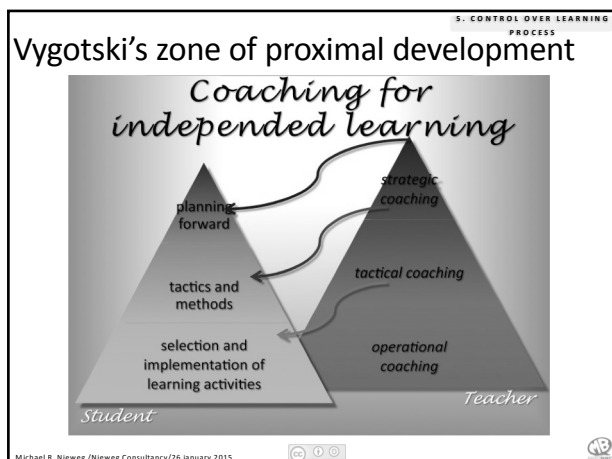 5. CONTROL OVER LEARNING
PROCESS
Vygotski's zone of proximal development
Coaching for
independed learning
strategic
coaching
planning
forward
tactical coaching
tactics and
methods
selection and
implementation of
learning activities
operational
coaching
Student
Teacher
Michael R. Nieweg /Nieweg Consultancy/26 january 2015
cc
MB